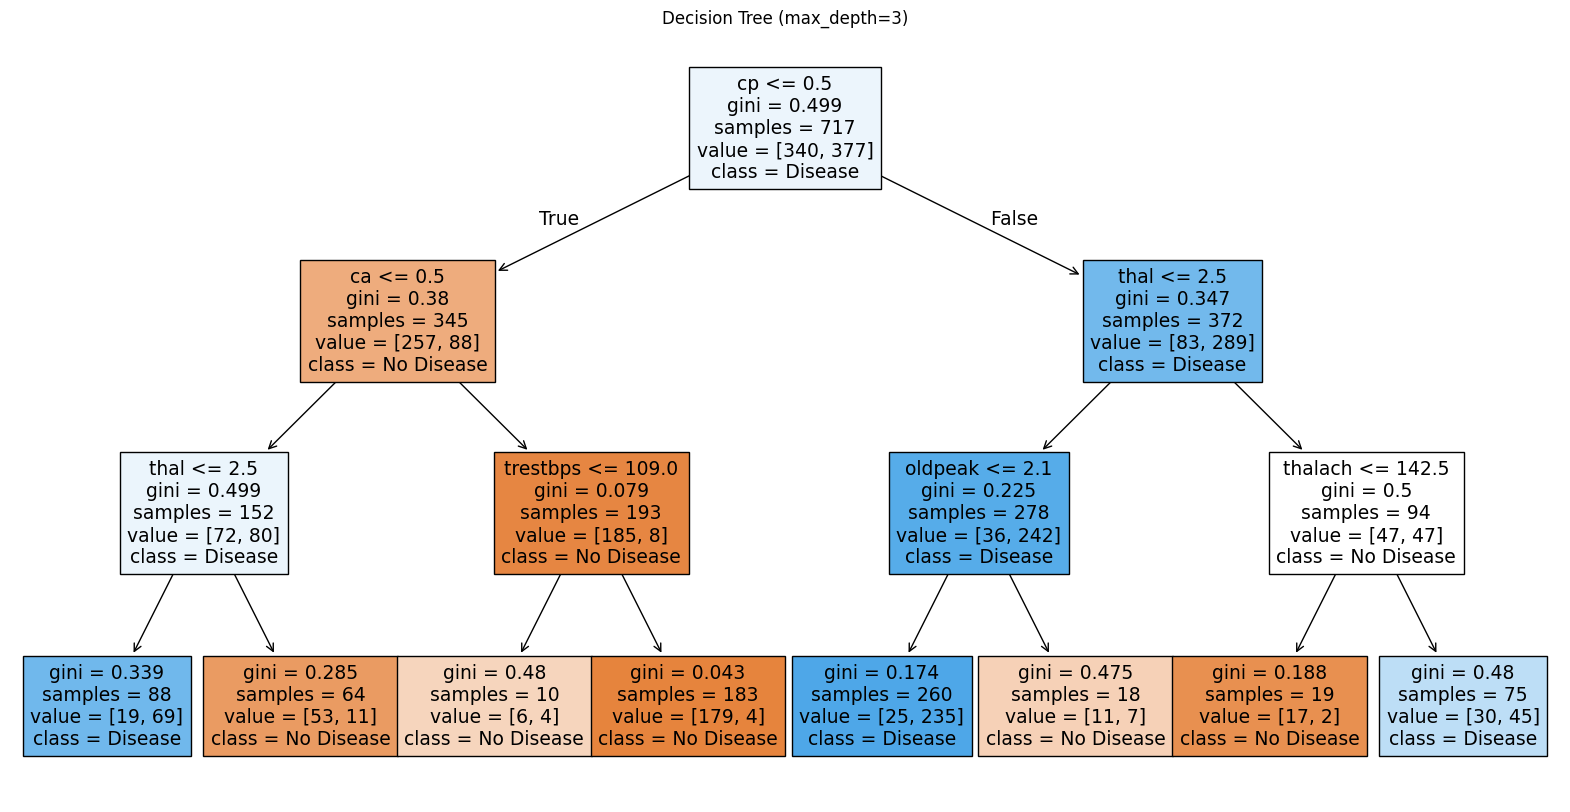 Decision Tree (max_depth=3)
cp <= 0.5
gini = 0.499
samples = 717
value = [340, 377]
class = Disease
True
False
ca <= 0.5
gini = 0.38
samples = 345
value = [257, 88]
class = No Disease
thal <= 2.5
gini = 0.347
samples = 372
value = [83, 289]
class = Disease
thal <= 2.5
gini = 0.499
samples = 152
value = [72, 80]
class = Disease
trestbps <= 109.0
gini = 0.079
samples = 193
value = [185, 8]
class = No Disease
oldpeak <= 2.1
gini = 0.225
samples = 278
value = [36, 242]
class = Disease
thalach <= 142.5
gini = 0.5
samples = 94
value = [47, 47]
class = No Disease
gini = 0.339
samples = 88
value = [19, 69]
class = Disease
gini = 0.285
samples = 64
value = [53, 11]
class = No Disease
gini = 0.48
samples = 10
value = [6, 4]
class = No Disease
gini = 0.043
samples = 183
value = [179, 4]
class = No Disease
gini = 0.174
samples = 260
value = [25, 235]
class = Disease
gini = 0.475
samples = 18
value = [11, 7]
class = No Disease
gini = 0.188
samples = 19
value = [17, 2]
class = No Disease
gini = 0.48
samples = 75
value = [30, 45]
class = Disease